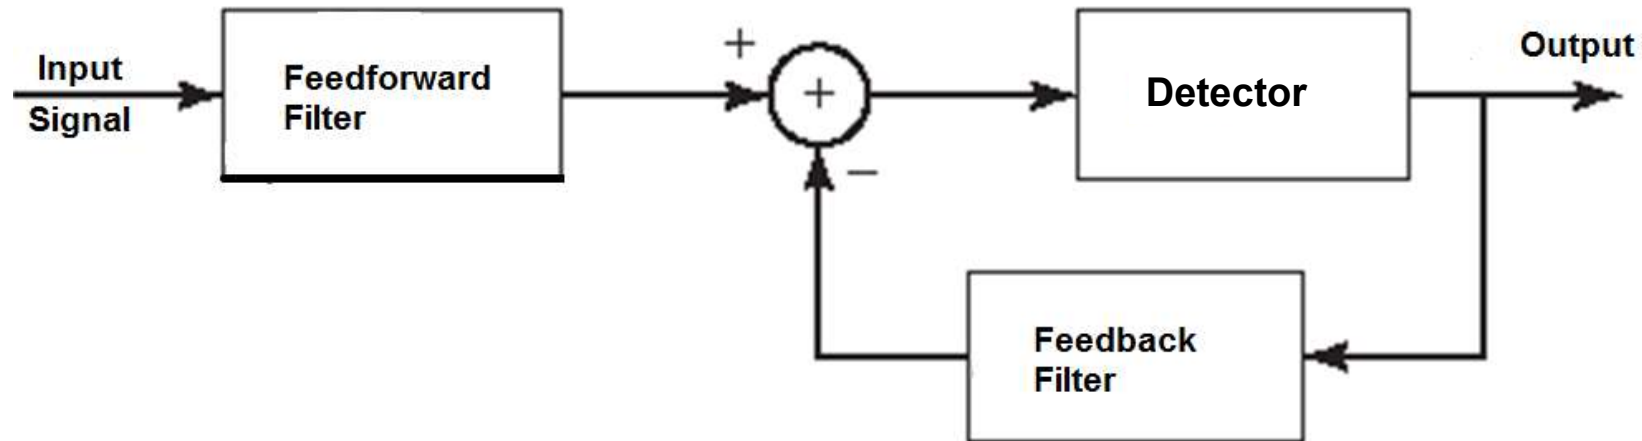 Input
Signal
Feedforward
Filter
+
+
−
Detector
Output
Feedback
Filter